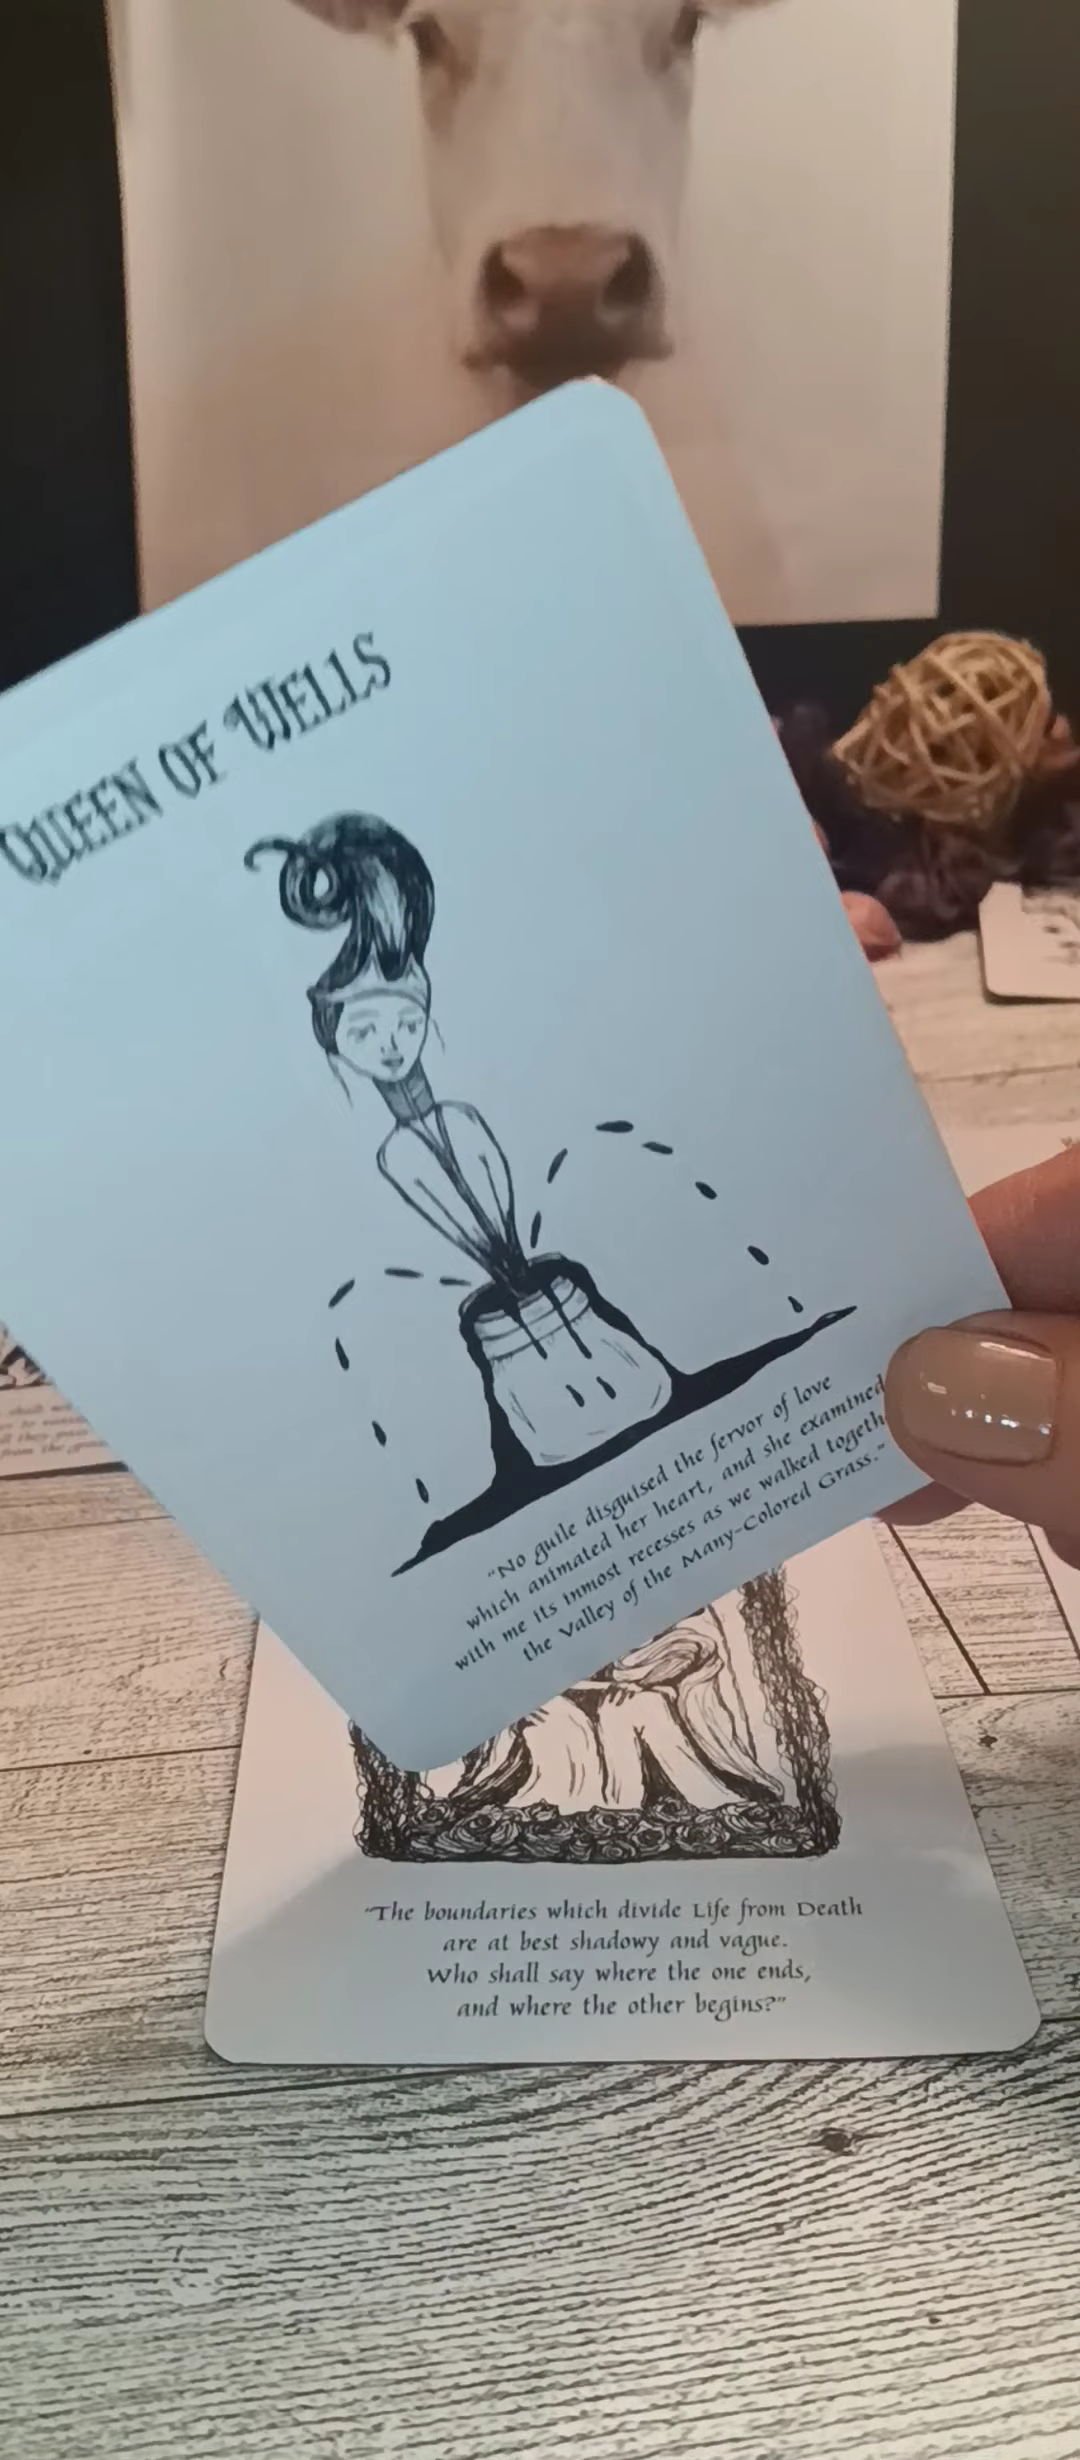 QUEEN OF WELLS
"No guile disguised the fervor of love
which animated her heart, and she examined
with me its inmost recesses as we walked
the Valley of the Many-Colored Grass."
"The boundaries which divide Life from Death
are at best shadowy and vague.
Who shall say where the one ends,
and where the other begins?"